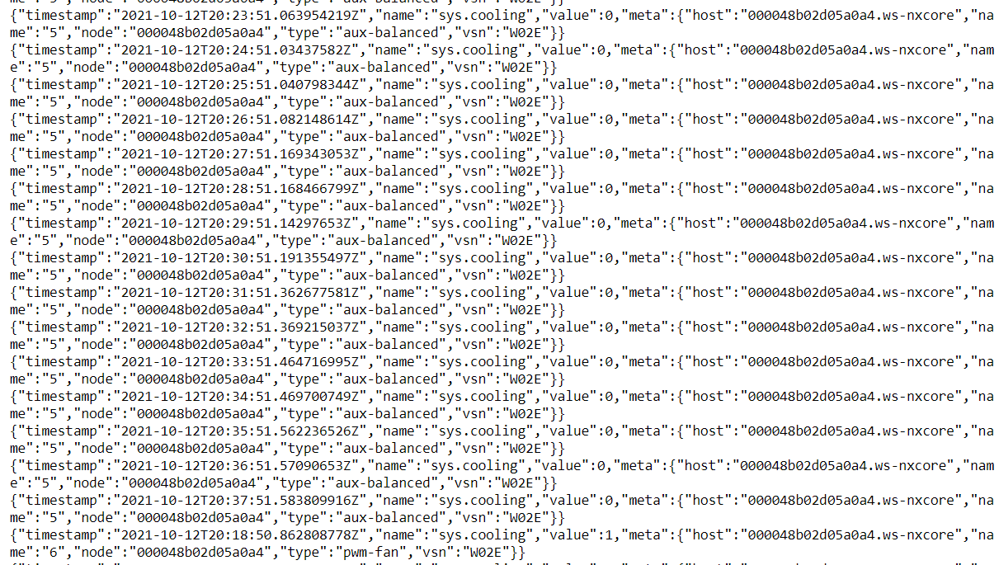 {"timestamp":"2021-10-12T20:23:51.063954219Z","name":"sys.cooling","value":0,"meta":{"host":"000048b02d05a0a4.ws-nxcore","na
me":"5","node":"000048b02d05a0a4","type":"aux-balanced","vsn":"W02E"}}
{"timestamp":"2021-10-12T20:24:51.03437582Z","name":"sys.cooling","value":0,"meta":{"host":"000048b02d05a0a4.ws-nxcore","nam
e":"5","node":"000048b02d05a0a4","type":"aux-balanced","vsn":"W02E"}}
{"timestamp":"2021-10-12T20:25:51.040798344Z","name":"sys.cooling","value":0,"meta":{"host":"000048b02d05a0a4.ws-nxcore","na
me":"5","node":"000048b02d05a0a4","type":"aux-balanced","vsn":"W02E"}}
{"timestamp":"2021-10-12T20:26:51.082148614Z","name":"sys.cooling","value":0,"meta":{"host":"000048b02d05a0a4.ws-nxcore","na
me":"5","node":"000048b02d05a0a4","type":"aux-balanced","vsn":"W02E"}}
{"timestamp":"2021-10-12T20:27:51.169343053Z","name":"sys.cooling","value":0,"meta":{"host":"000048b02d05a0a4.ws-nxcore","na
me":"5","node":"000048b02d05a0a4","type":"aux-balanced","vsn":"W02E"}}
{"timestamp":"2021-10-12T20:28:51.168466799Z","name":"sys.cooling","value":0,"meta":{"host":"000048b02d05a0a4.ws-nxcore","na
me":"5","node":"000048b02d05a0a4","type":"aux-balanced","vsn":"W02E"}}
{"timestamp":"2021-10-12T20:29:51.14297653Z","name":"sys.cooling","value":0,"meta":{"host":"000048b02d05a0a4.ws-nxcore","nam
e":"5","node":"000048b02d05a0a4","type":"aux-balanced","vsn":"W02E"}}
{"timestamp":"2021-10-12T20:30:51.191355497Z","name":"sys.cooling","value":0,"meta":{"host":"000048b02d05a0a4.ws-nxcore","na
me":"5","node":"000048b02d05a0a4","type":"aux-balanced","vsn":"W02E"}}
{"timestamp":"2021-10-12T20:31:51.362677581Z","name":"sys.cooling","value":0,"meta":{"host":"000048b02d05a0a4.ws-nxcore","na
me":"5","node":"000048b02d05a0a4","type":"aux-balanced","vsn":"W02E"}}
{"timestamp":"2021-10-12T20:32:51.369215037Z","name":"sys.cooling","value":0,"meta":{"host":"000048b02d05a0a4.ws-nxcore","na
me":"5","node":"000048b02d05a0a4","type":"aux-balanced","vsn":"W02E"}}
{"timestamp":"2021-10-12T20:33:51.464716995Z","name":"sys.cooling","value":0,"meta":{"host":"000048b02d05a0a4.ws-nxcore","na
me":"5","node":"000048b02d05a0a4","type":"aux-balanced","vsn":"W02E"}}
{"timestamp":"2021-10-12T20:34:51.469700749Z","name":"sys.cooling","value":0,"meta":{"host":"000048b02d05a0a4.ws-nxcore","na
me":"5","node":"000048b02d05a0a4","type":"aux-balanced","vsn":"W02E"}}
{"timestamp":"2021-10-12T20:35:51.562236526Z","name":"sys.cooling","value":0,"meta":{"host":"000048b02d05a0a4.ws-nxcore","na
me":"5","node":"000048b02d05a0a4","type":"aux-balanced","vsn":"W02E"}}
{"timestamp":"2021-10-12T20:36:51.57090653Z","name":"sys.cooling","value":0,"meta":{"host":"000048b02d05a0a4.ws-nxcore","nam
e":"5","node":"000048b02d05a0a4","type":"aux-balanced","vsn":"W02E"}}
{"timestamp":"2021-10-12T20:37:51.583809916Z","name":"sys.cooling","value":0,"meta":{"host":"000048b02d05a0a4.ws-nxcore","na
me":"5","node":"000048b02d05a0a4","type":"aux-balanced","vsn":"W02E"}}
{"timestamp":"2021-10-12T20:18:50.862808778Z","name":"sys.cooling","value":1,"meta":{"host":"000048b02d05a0a4.ws-nxcore","na
me":"6","node":"000048b02d05a0a4","type":"pwm-fan","vsn":"W02E"}}